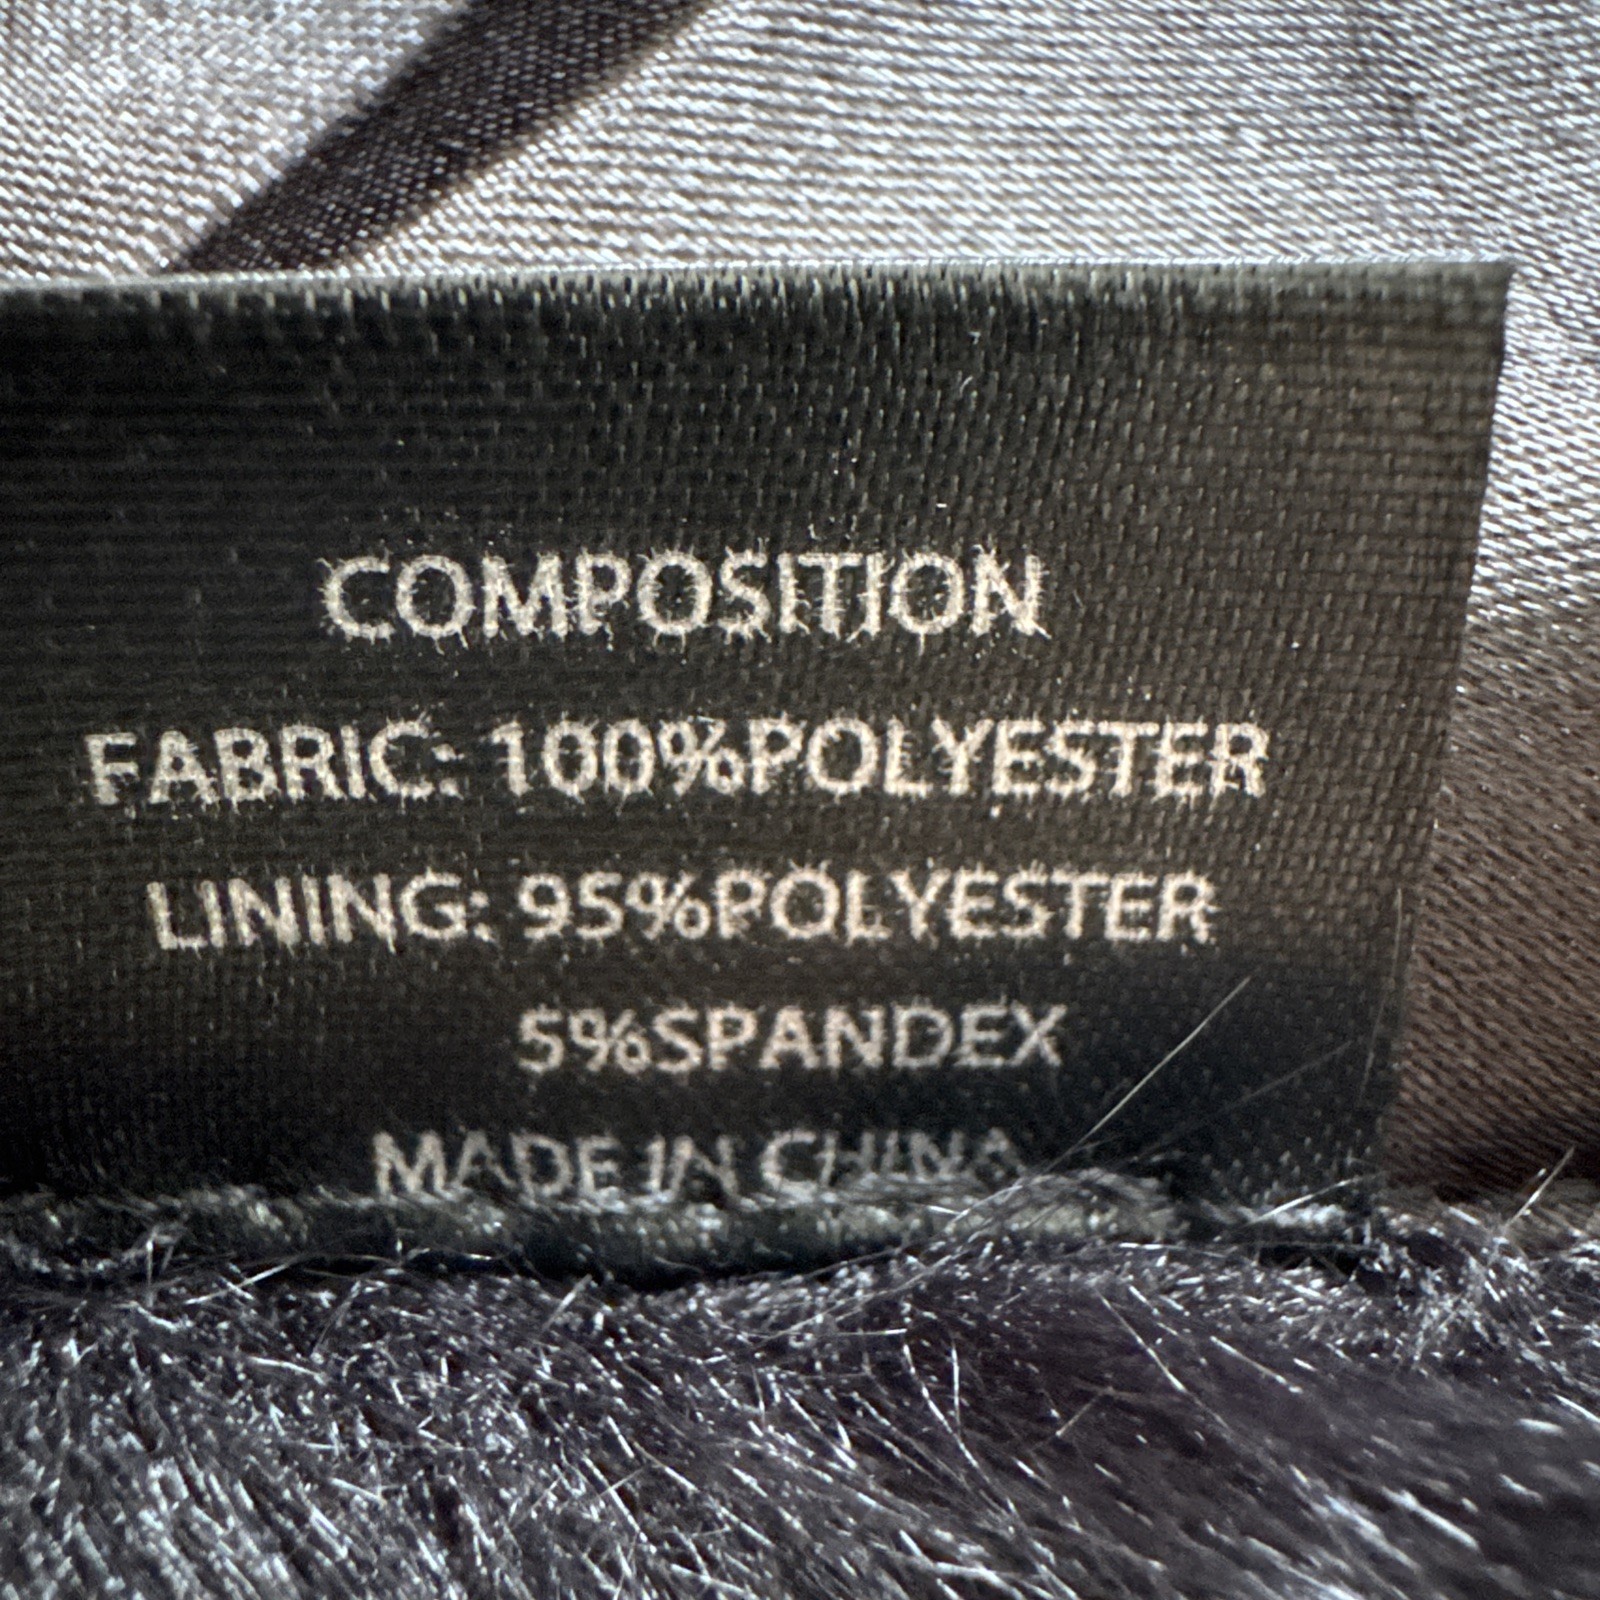 COMPOSITION
FABRIC: 100%POLYESTER
LINING: 95%POLYESTER
5%SPANDEX
MADE IN CHINA